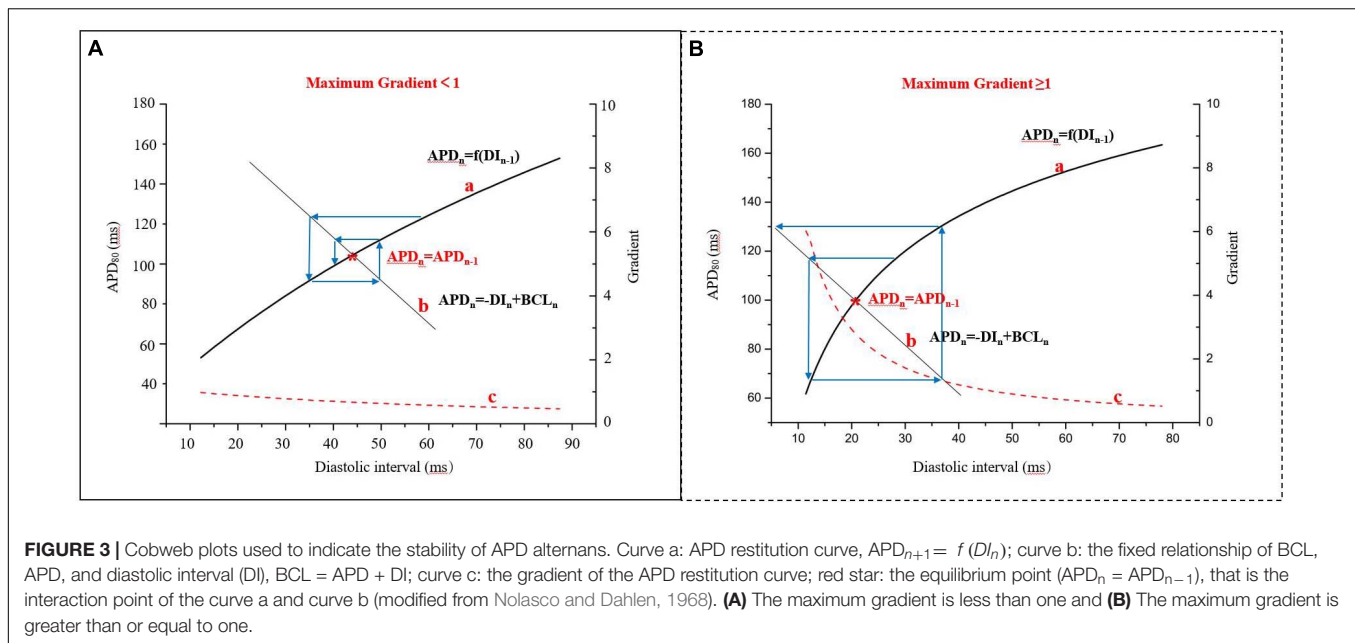 A
Maximum Gradient < 1
180
160
140
120
100
80
60
40
APD80 (ms)
10
8
6
4
2
0
Gradient
APDn=f(DIn-1)
a
APDn=APDn-1
b
APDn=-DIn+BCLn
c
10 20 30 40 50 60 70 80 90
Diastolic interval (ms)
B
Maximum Gradient ≥1
180
160
140
120
100
80
60
APD80 (ms)
10
8
6
4
2
0
Gradient
APDn=f(DIn-1)
a
APDn=APDn-1
b
APDn=-DIn+BCLn
c
10 20 30 40 50 60 70 80
Diastolic interval (ms)
FIGURE 3 | Cobweb plots used to indicate the stability of APD alternans. Curve a: APD restitution curve, APDn+1 = f (DIn); curve b: the fixed relationship of BCL,
APD, and diastolic interval (DI), BCL = APD + DI; curve c: the gradient of the APD restitution curve; red star: the equilibrium point (APDn = APDn−1), that is the
interaction point of the curve a and curve b (modified from Nolasco and Dahlen, 1968). (A) The maximum gradient is less than one and (B) The maximum gradient is
greater than or equal to one.